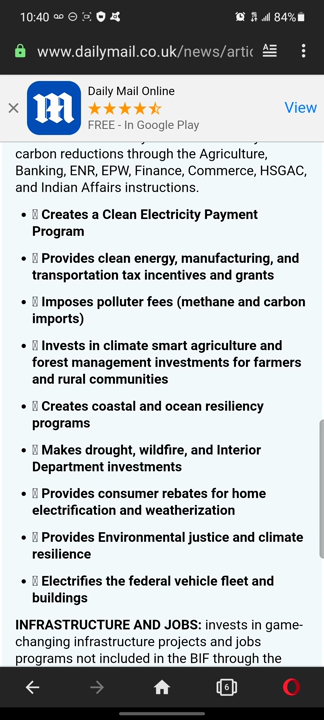 10:40 84%
www.dailymail.co.uk/news/artic
Daily Mail Online
FREE - In Google Play
View
carbon reductions through the Agriculture,
Banking, ENR, EPW, Finance, Commerce, HSGAC,
and Indian Affairs instructions.
• Creates a Clean Electricity Payment
Program
• Provides clean energy, manufacturing, and
transportation tax incentives and grants
• Imposes polluter fees (methane and carbon
imports)
• Invests in climate smart agriculture and
forest management investments for farmers
and rural communities
• Creates coastal and ocean resiliency
programs
• Makes drought, wildfire, and Interior
Department investments
• Provides consumer rebates for home
electrification and weatherization
• Provides Environmental justice and climate
resilience
• Electrifies the federal vehicle fleet and
buildings
INFRASTRUCTURE AND JOBS: invests in game-
changing infrastructure projects and jobs
programs not included in the BIF through the
6